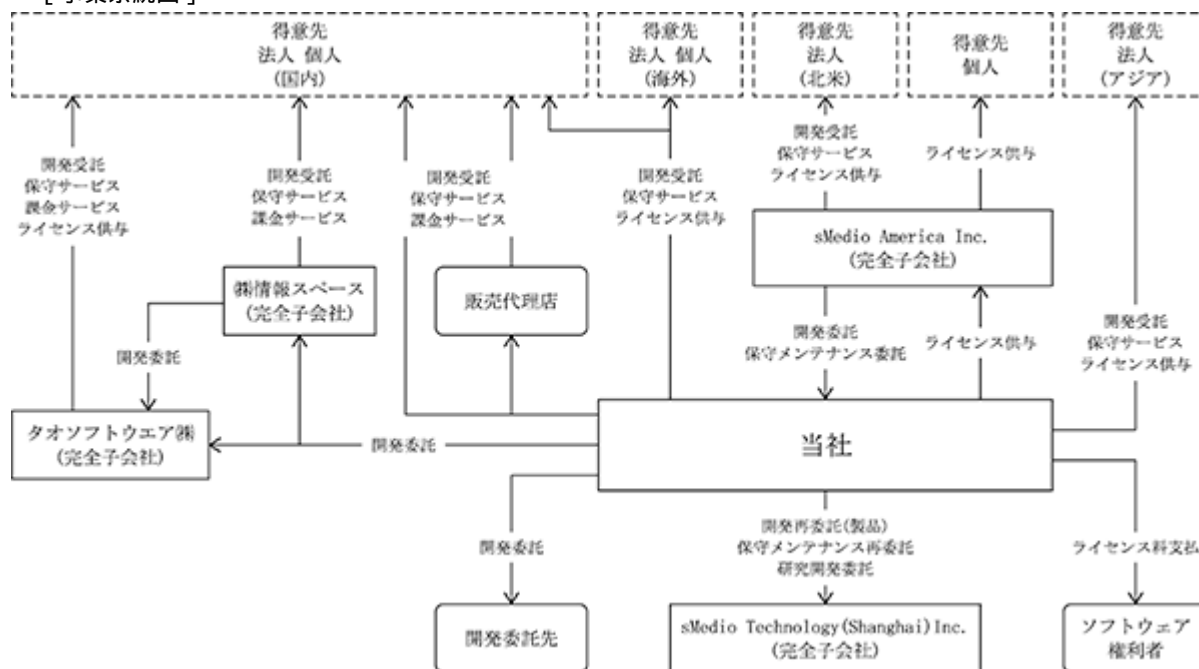 得意先
法人 個人
(国内)
得意先
法人 個人
(海外)
得意先
法人
(北米)
得意先
個人
得意先
法人
(アジア)
開発受託
保守サービス
課金サービス
ライセンス供与
開発受託
保守サービス
課金サービス
開発受託
保守サービス
課金サービス
開発受託
保守サービス
ライセンス供与
開発受託
保守サービス
ライセンス供与
ライセンス供与
sMedio America Inc.
(完全子会社)
㈱情報スペース
(完全子会社)
販売代理店
開発委託
開発委託
保守メンテナンス委託
ライセンス供与
開発受託
保守サービス
ライセンス供与
タオソフトウエア㈱
(完全子会社)
開発委託
当社
開発委託
開発再委託(製品)
保守メンテナンス再委託
研究開発委託
ライセンス料支払
開発委託先
sMedio Technology(Shanghai)Inc.
(完全子会社)
ソフトウェア
権利者